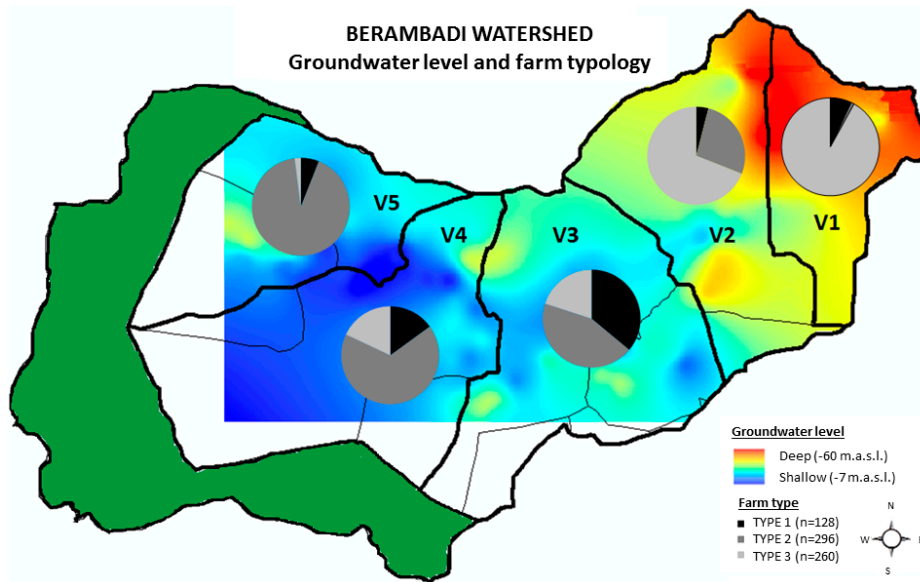 BERAMBADI WATERSHED
Groundwater level and farm typology
V5
V4
V3
V2
V1
Groundwater level
Deep (-60 m.a.s.l.)
Shallow (-7 m.a.s.l.)
Farm type
TYPE 1 (n=128)
TYPE 2 (n=296)
TYPE 3 (n=260)
N
W
S